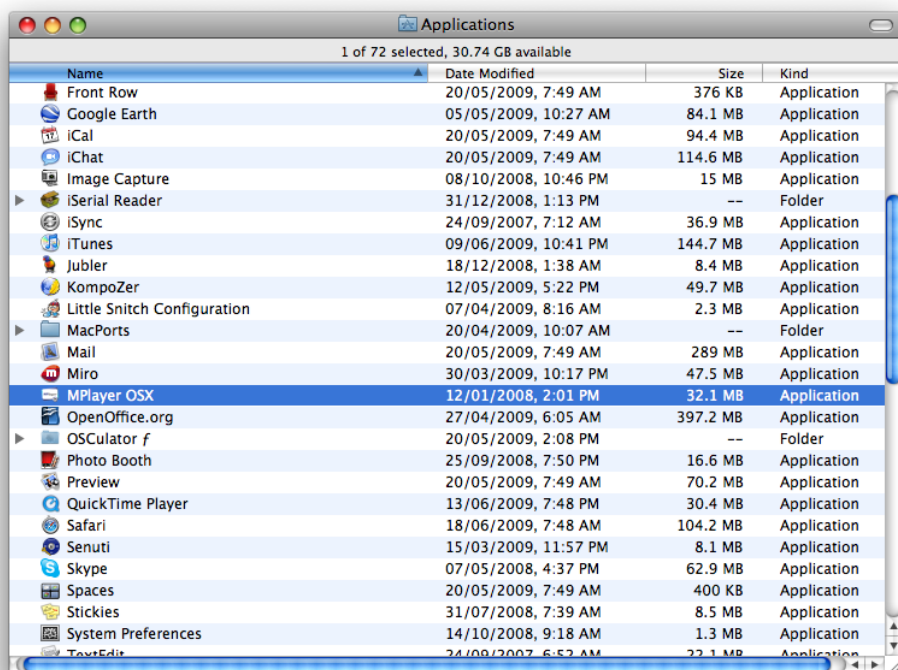 Applications
1 of 72 selected, 30.74 GB available
Name Date Modified Size Kind
Front Row 20/05/2009, 7:49 AM 376 KB Application
Google Earth 05/05/2009, 10:27 AM 84.1 MB Application
iCal 20/05/2009, 7:49 AM 94.4 MB Application
iChat 20/05/2009, 7:49 AM 114.6 MB Application
Image Capture 08/10/2008, 10:46 PM 15 MB Application
iSerial Reader 31/12/2008, 1:13 PM -- Folder
iSync 24/09/2007, 7:12 AM 36.9 MB Application
iTunes 09/06/2009, 10:41 PM 144.7 MB Application
Jubler 18/12/2008, 1:38 AM 8.4 MB Application
KompoZer 12/05/2009, 5:22 PM 49.7 MB Application
Little Snitch Configuration 07/04/2009, 8:16 AM 2.3 MB Application
MacPorts 20/04/2009, 10:07 AM -- Folder
Mail 20/05/2009, 7:49 AM 289 MB Application
Miro 30/03/2009, 10:17 PM 47.5 MB Application
MPlayer OSX 12/01/2008, 2:01 PM 32.1 MB Application
OpenOffice.org 27/04/2009, 6:05 AM 397.2 MB Application
OSCulator ƒ 20/05/2009, 2:08 PM -- Folder
Photo Booth 25/09/2008, 7:50 PM 16.6 MB Application
Preview 20/05/2009, 7:49 AM 70.2 MB Application
QuickTime Player 13/06/2009, 7:48 PM 30.4 MB Application
Safari 18/06/2009, 7:48 AM 104.2 MB Application
Senuti 15/03/2009, 11:57 PM 8.1 MB Application
Skype 07/05/2008, 4:37 PM 62.9 MB Application
Spaces 20/05/2009, 7:49 AM 400 KB Application
Stickies 31/07/2008, 7:39 AM 8.5 MB Application
System Preferences 14/10/2008, 9:18 AM 1.3 MB Application
TextEdit 24/09/2007, 6:52 AM 22.1 MB Application